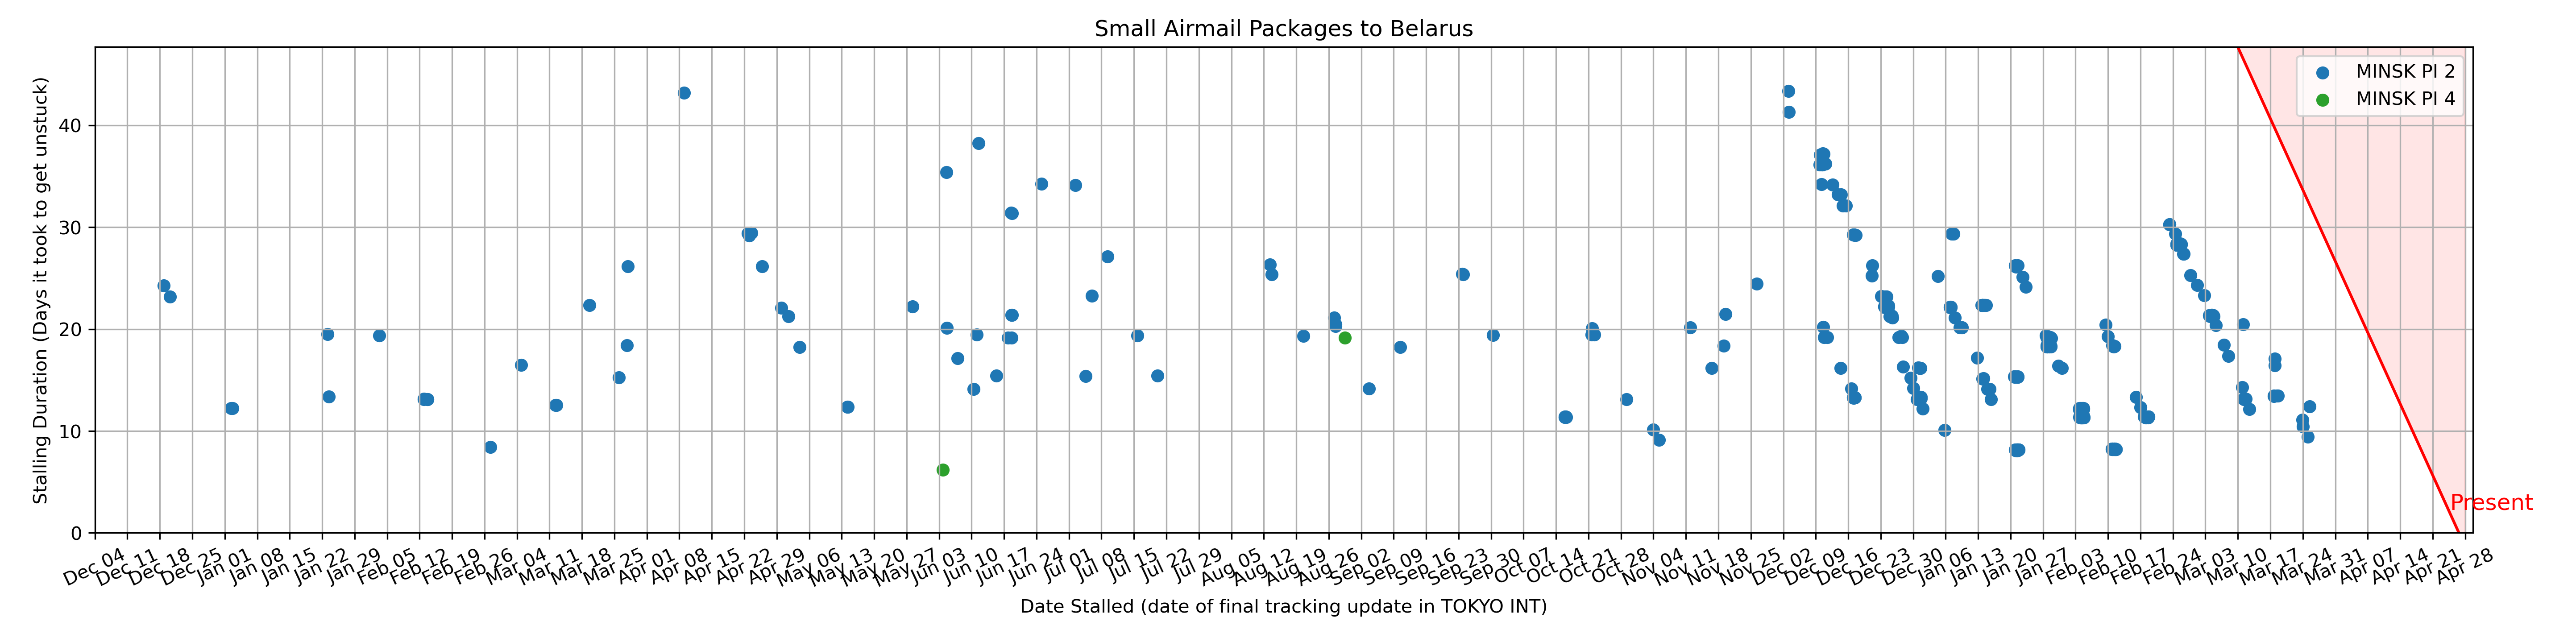 Small Airmail Packages to Belarus
MINSK PI 2
MINSK PI 4
Stalling Duration (Days it took to get unstuck)
40
30
20
10
0
Present
Dec 04 Dec 11 Dec 18 Dec 25 Jan 01 Jan 08 Jan 15 Jan 22 Jan 29 Feb 05 Feb 12 Feb 19 Feb 26 Mar 04 Mar 11 Mar 18 Mar 25 Apr 01 Apr 08 Apr 15 Apr 22 Apr 29 May 06 May 13 May 20 May 27 Jun 03 Jun 10 Jun 17 Jun 24 Jul 01 Jul 08 Jul 15 Jul 22 Jul 29 Aug 05 Aug 12 Aug 19 Aug 26 Sep 02 Sep 09 Sep 16 Sep 23 Sep 30 Oct 07 Oct 14 Oct 21 Oct 28 Nov 04 Nov 11 Nov 18 Nov 25 Dec 02 Dec 09 Dec 16 Dec 23 Dec 30 Jan 06 Jan 13 Jan 20 Jan 27 Feb 03 Feb 10 Feb 17 Feb 24 Mar 03 Mar 10 Mar 17 Mar 24 Mar 31 Apr 07 Apr 14 Apr 21 Apr 28
Date Stalled (date of final tracking update in TOKYO INT)